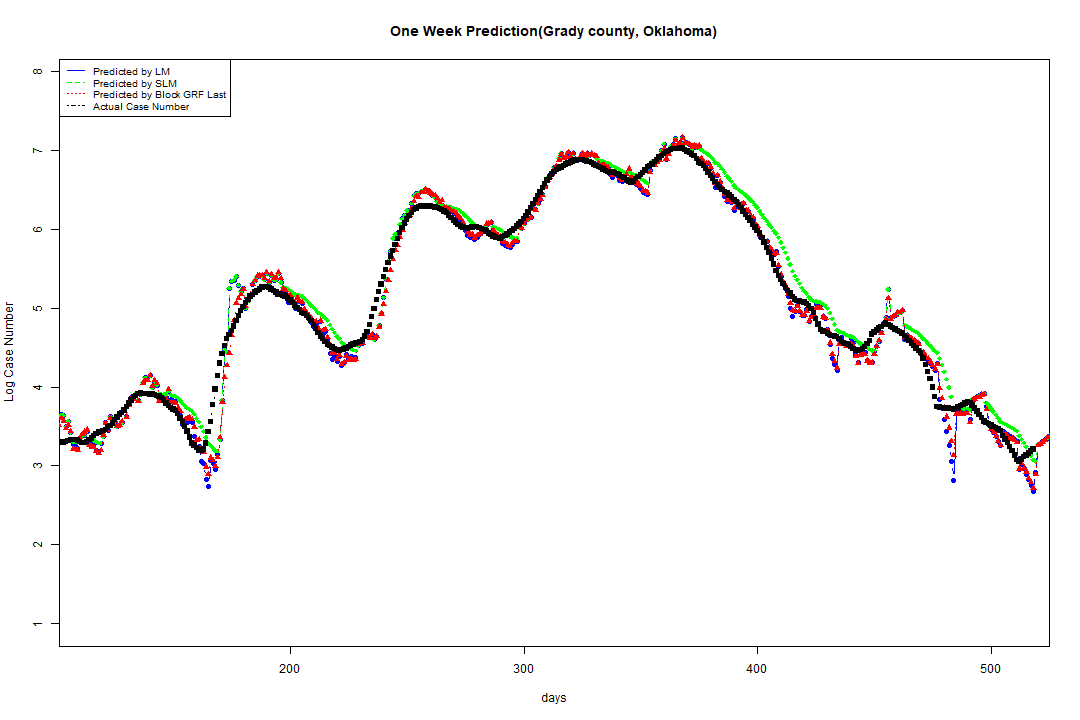 One Week Prediction(Grady county, Oklahoma)
Predicted by LM
Predicted by SLM
Predicted by Block GRF Last
Actual Case Number
8
7
6
5
4
3
2
1
Log Case Number
200 300 400 500
days